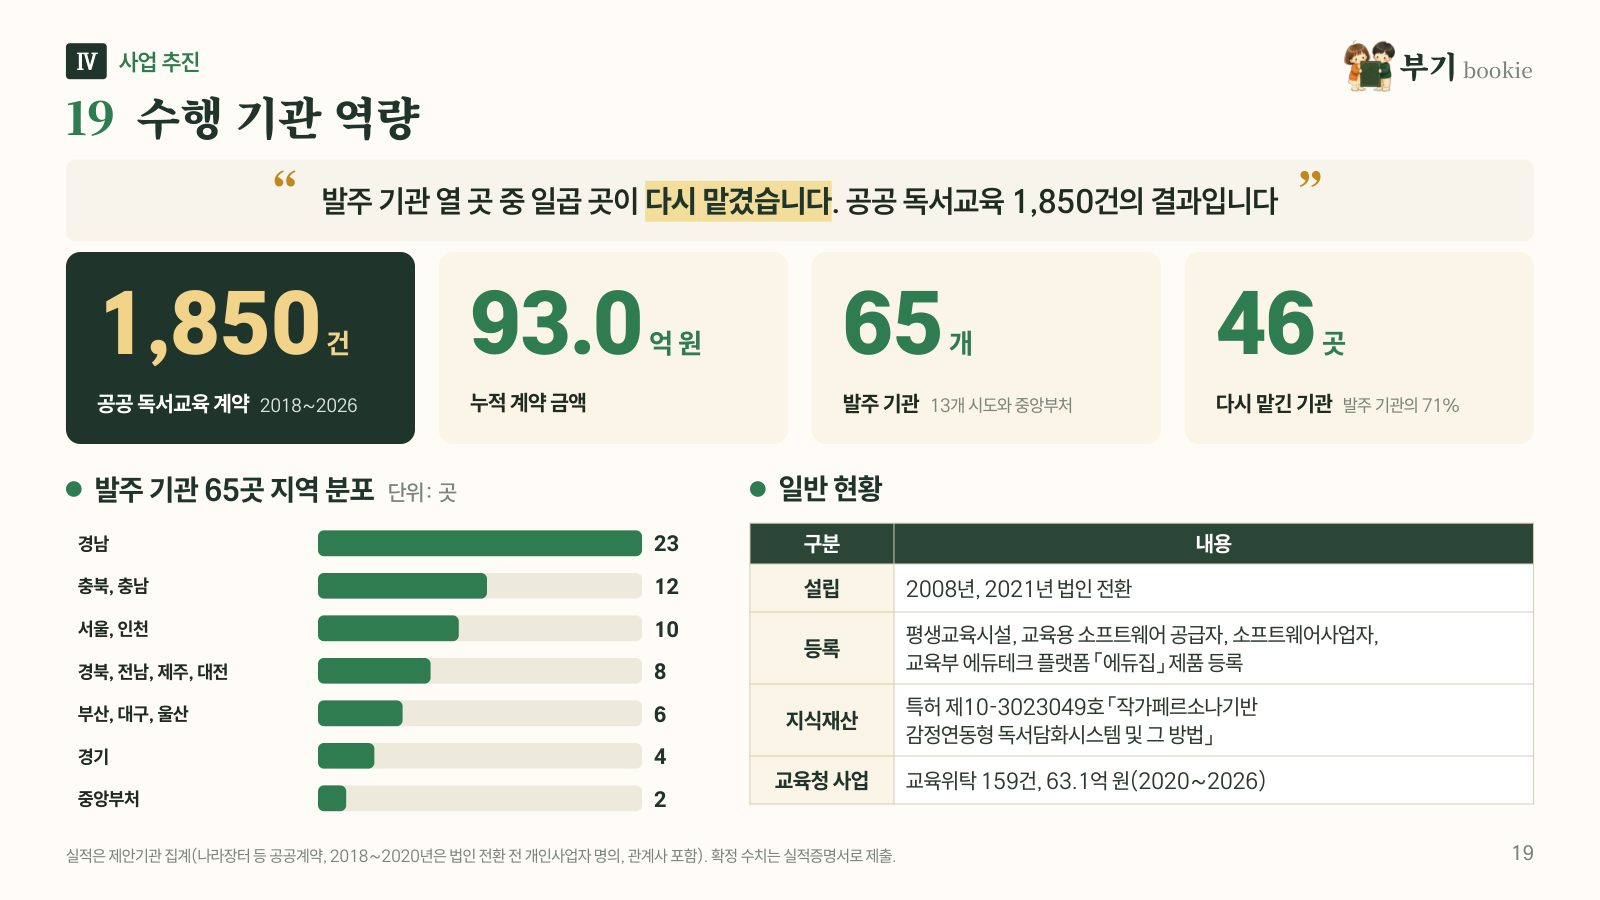 Ⅳ 사업 추진
부기 bookie
19 수행 기관 역량
“ 발주 기관 열 곳 중 일곱 곳이 다시 맡겼습니다. 공공 독서교육 1,850건의 결과입니다 ”
1,850건
공공 독서교육 계약 2018~2026
93.0억 원
누적 계약 금액
65개
발주 기관 13개 시도와 중앙부처
46곳
다시 맡긴 기관 발주 기관의 71%
발주 기관 65곳 지역 분포 단위: 곳
경남 23
충북, 충남 12
서울, 인천 10
경북, 전남, 제주, 대전 8
부산, 대구, 울산 6
경기 4
중앙부처 2
일반 현황
구분 내용
설립 2008년, 2021년 법인 전환
등록 평생교육시설, 교육용 소프트웨어 공급자, 소프트웨어사업자,
교육부 에듀테크 플랫폼 「에듀집」 제품 등록
지식재산 특허 제10-3023049호 「작가페르소나기반
감정연동형 독서담화시스템 및 그 방법」
교육청 사업 교육위탁 159건, 63.1억 원(2020~2026)
실적은 제안기관 집계(나라장터 등 공공계약, 2018~2020년은 법인 전환 전 개인사업자 명의, 관계사 포함). 확정 수치는 실적증명서로 제출.
19